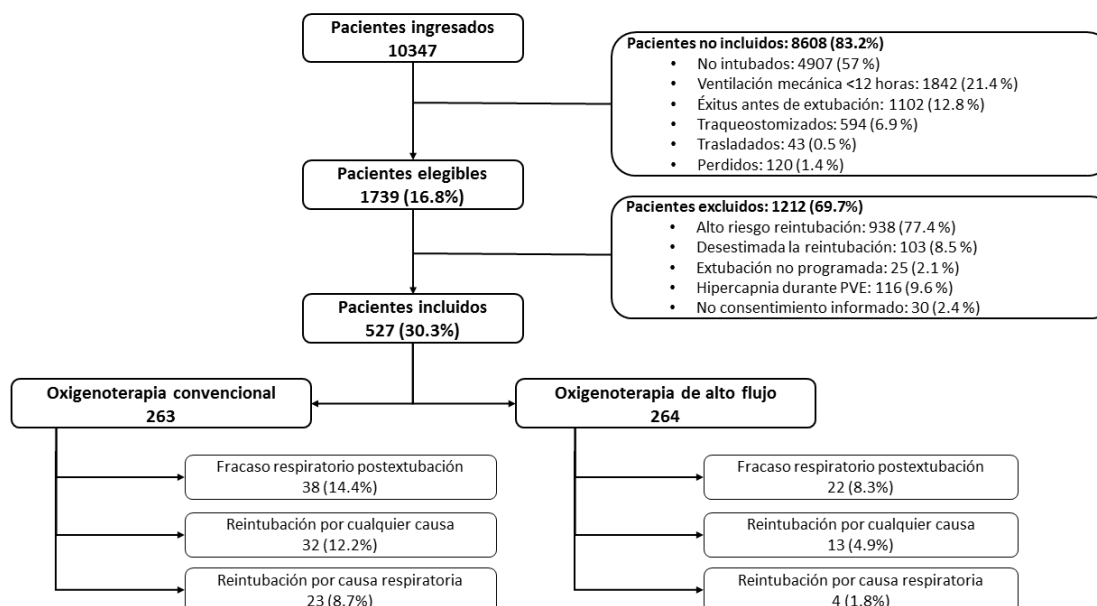 Pacientes ingresados
10347
Pacientes no incluidos: 8608 (83.2%)
• No intubados: 4907 (57 %)
• Ventilación mecánica <12 horas: 1842 (21.4 %)
• Éxitus antes de extubación: 1102 (12.8 %)
• Traqueostomizados: 594 (6.9 %)
• Trasladados: 43 (0.5 %)
• Perdidos: 120 (1.4 %)
Pacientes elegibles
1739 (16.8%)
Pacientes excluidos: 1212 (69.7%)
• Alto riesgo reintubación: 938 (77.4 %)
• Desestimada la reintubación: 103 (8.5 %)
• Extubación no programada: 25 (2.1 %)
• Hipercapnia durante PVE: 116 (9.6 %)
• No consentimiento informado: 30 (2.4 %)
Pacientes incluidos
527 (30.3%)
Oxigenoterapia convencional
263
Fracaso respiratorio postextubación
38 (14.4%)
Reintubación por cualquier causa
32 (12.2%)
Reintubación por causa respiratoria
23 (8.7%)
Oxigenoterapia de alto flujo
264
Fracaso respiratorio postextubación
22 (8.3%)
Reintubación por cualquier causa
13 (4.9%)
Reintubación por causa respiratoria
4 (1.8%)